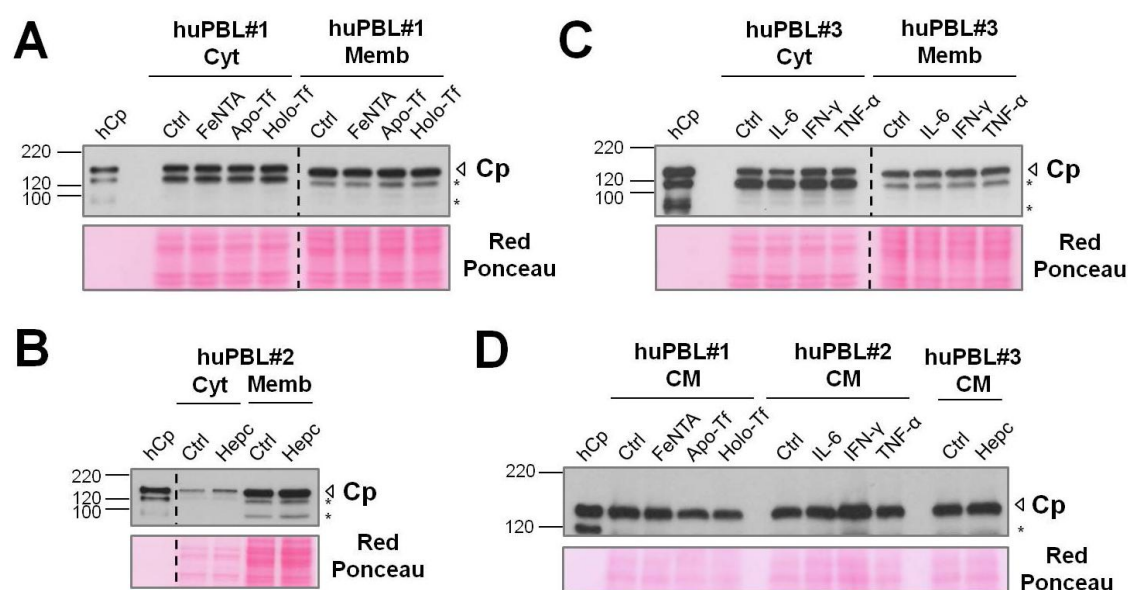 A
huPBL#1 huPBL#1
Cyt Memb
hCp Ctrl FeNTA Apo-Tf Holo-Tf Ctrl FeNTA Apo-Tf Holo-Tf
220
120
100
Cp
*
*
Red
Ponceau
C
huPBL#3 huPBL#3
Cyt Memb
hCp Ctrl IL-6 IFN-γ TNF-α Ctrl IL-6 IFN-γ TNF-α
220
120
100
Cp
*
*
Red
Ponceau
B
huPBL#2
Cyt Memb
hCp Ctrl Hepc Ctrl Hepc
220
120
100
Cp
*
*
Red
Ponceau
D
huPBL#1 huPBL#2 huPBL#3
CM CM CM
hCp Ctrl FeNTA Apo-Tf Holo-Tf Ctrl IL-6 IFN-γ TNF-α Ctrl Hepc
220
120
Cp
*
Red
Ponceau